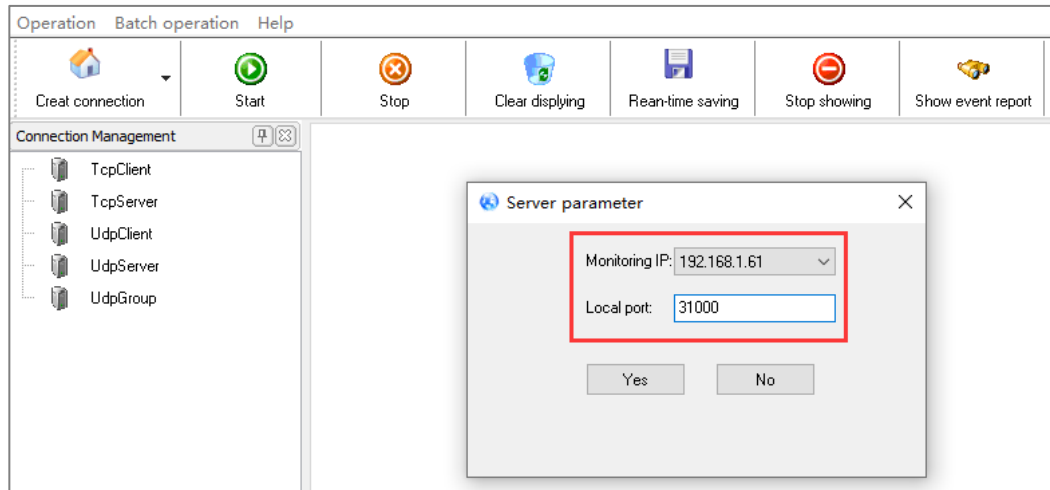 Operation Batch operation Help
Creat connection Start Stop Clear displying Rean-time saving Stop showing Show event report
Connection Management
TcpClient
TcpServer
UdpClient
UdpServer
UdpGroup
Server parameter
Monitoring IP: 192.168.1.61
Local port: 31000
Yes No